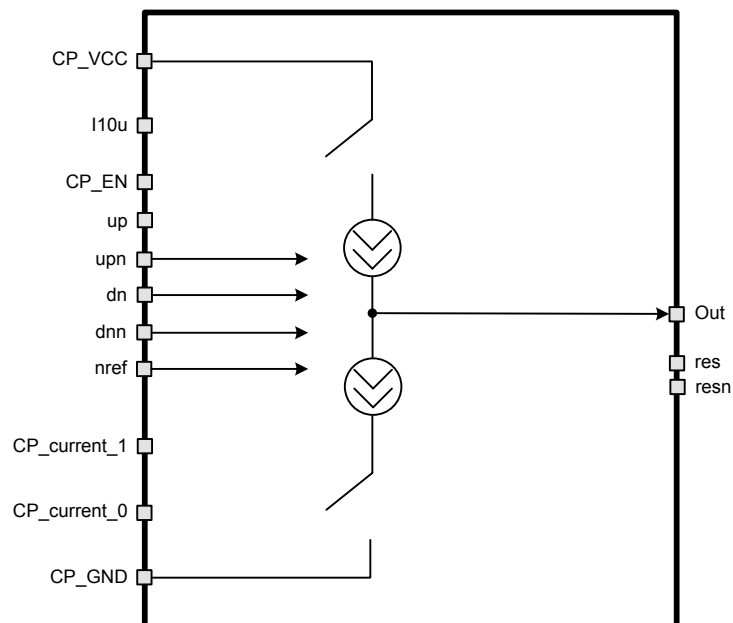 CP_VCC
I10u
CP_EN
up
upn
dn
dnn
nref
CP_current_1
CP_current_0
CP_GND
Out
res
resn